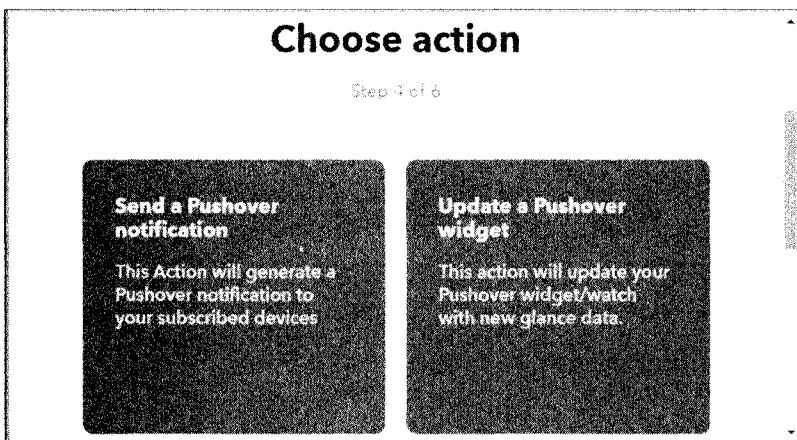 Choose action
Step 4 of 6
Send a Pushover
notification
This Action will generate a
Pushover notification to
your subscribed devices
Update a Pushover
widget
This action will update your
Pushover widget/watch
with new glance data.